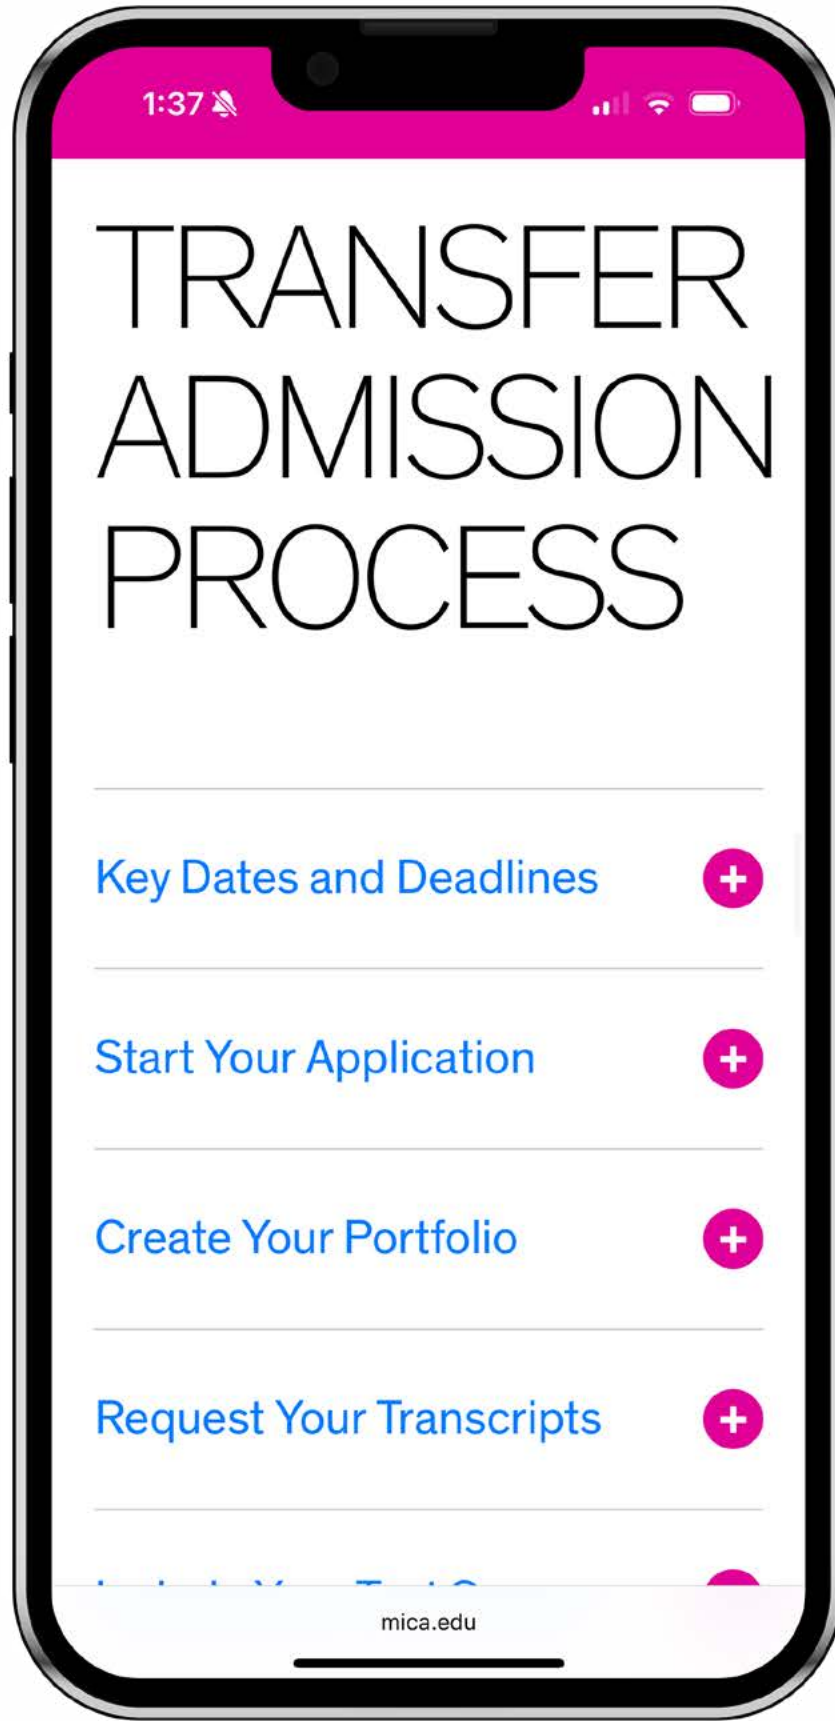 1:37
TRANSFER
ADMISSION
PROCESS
Key Dates and Deadlines
Start Your Application
Create Your Portfolio
Request Your Transcripts
mica.edu